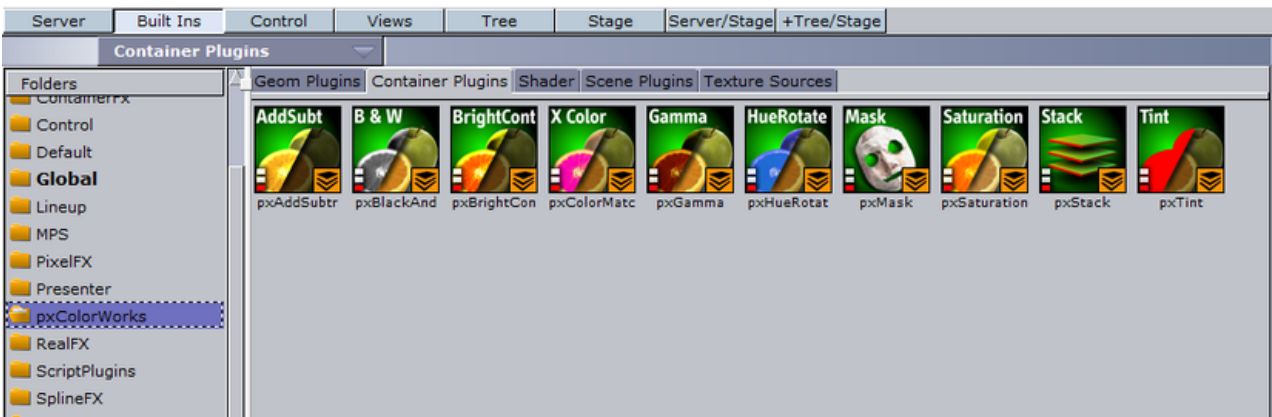 Server Built Ins Control Views Tree Stage Server/Stage +Tree/Stage
Container Plugins
Folders
Geom Plugins Container Plugins Shader Scene Plugins Texture Sources
ContainerFX
Control
Default
Global
Lineup
MPS
PixelFX
Presenter
pxColorWorks
RealFX
ScriptPlugins
SplineFX
AddSubt B & W BrightCont X Color Gamma HueRotate Mask Saturation Stack Tint
pxAddSubtr pxBlackAnd pxBrightCon pxColorMatc pxGamma pxHueRotat pxMask pxSaturation pxStack pxTint